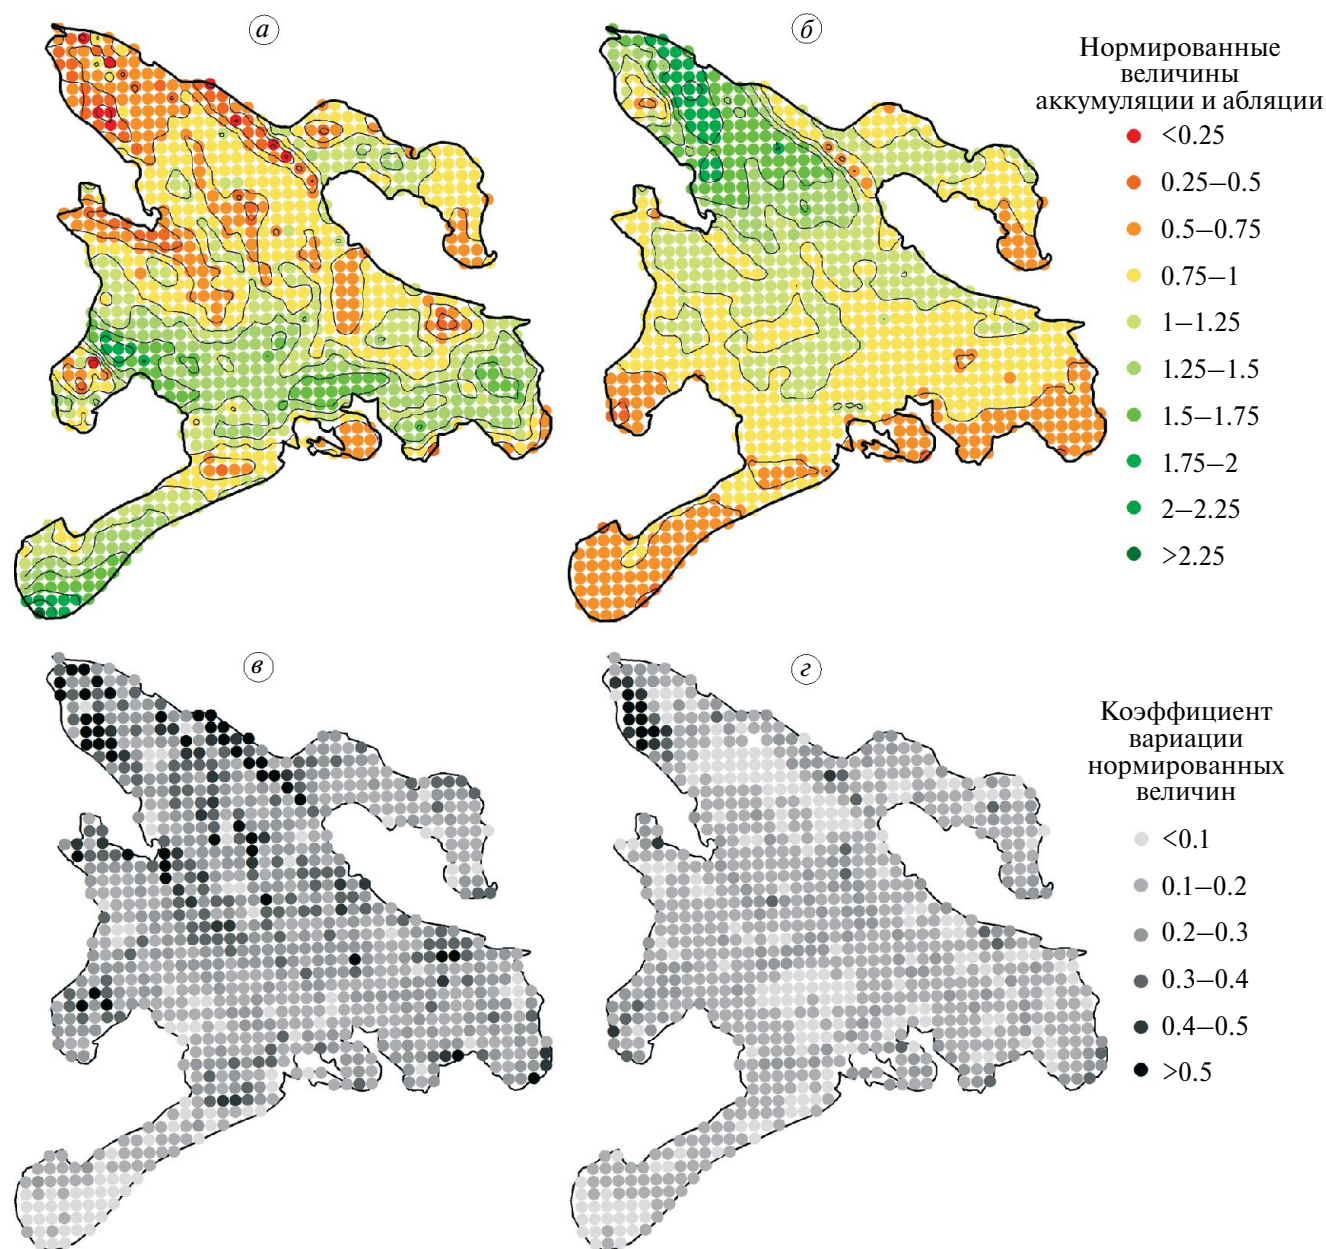 а
б
Нормированные
величины
аккумуляции и абляции
<0.25
0.25–0.5
0.5–0.75
0.75–1
1–1.25
1.25–1.5
1.5–1.75
1.75–2
2–2.25
>2.25
в
г
Коэффициент
вариации
нормированных
величин
<0.1
0.1–0.2
0.2–0.3
0.3–0.4
0.4–0.5
>0.5